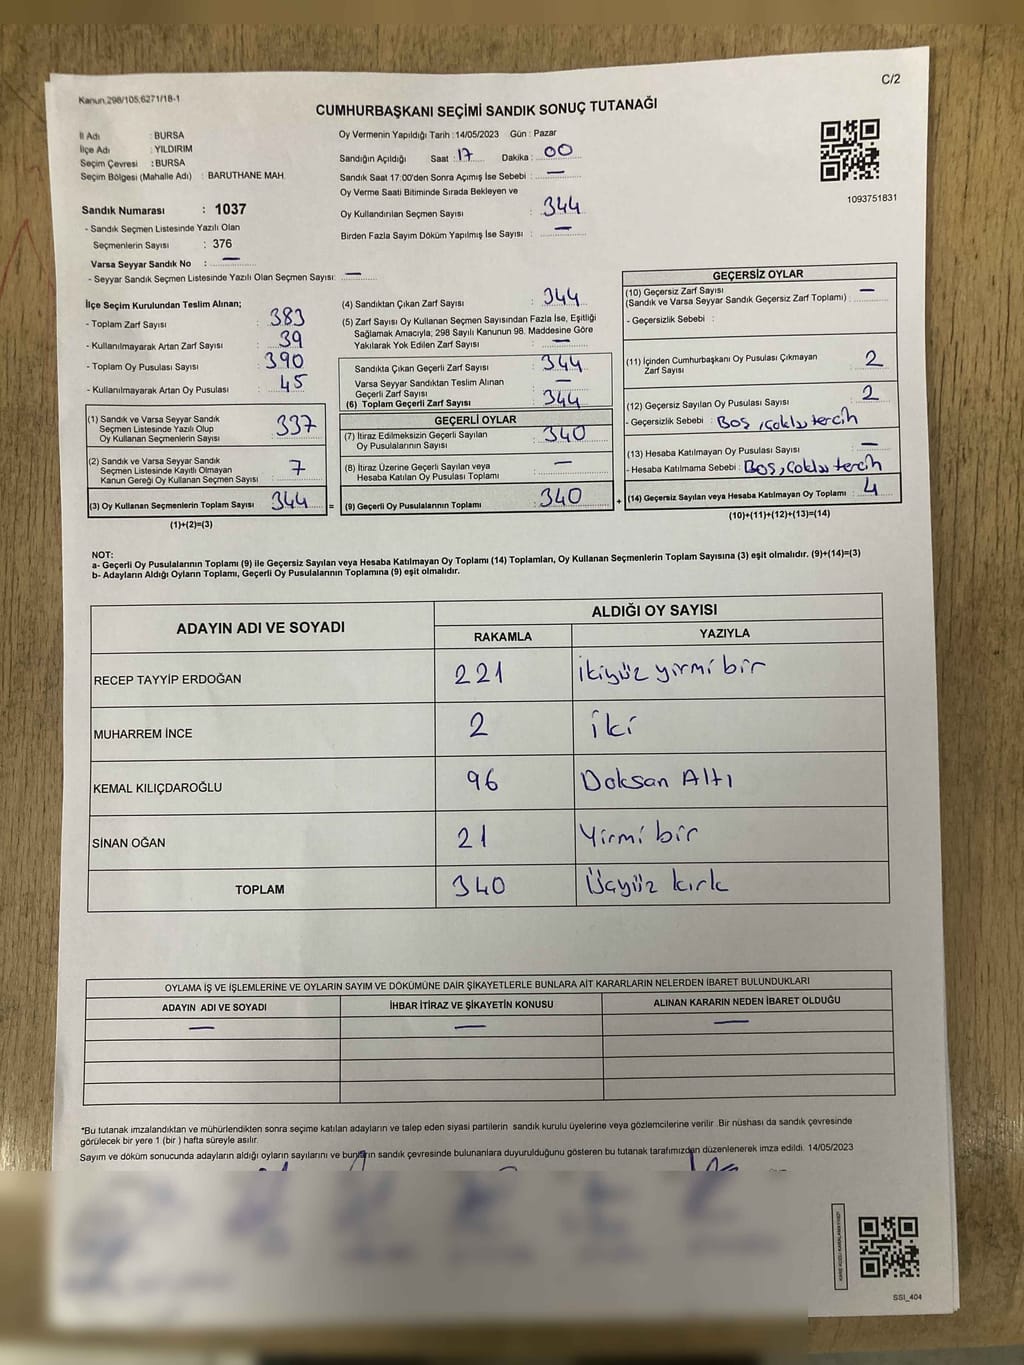 C/2
Kanun.298/105,6271/18-1
CUMHURBAŞKANI SEÇİMİ SANDIK SONUÇ TUTANAĞI
İl Adı : BURSA
İlçe Adı : YILDIRIM
Seçim Çevresi : BURSA
Seçim Bölgesi (Mahalle Adı) : BARUTHANE MAH.
Sandık Numarası : 1037
- Sandık Seçmen Listesinde Yazılı Olan
Seçmenlerin Sayısı : 376
Varsa Seyyar Sandık No : —
- Seyyar Sandık Seçmen Listesinde Yazılı Olan Seçmen Sayısı: —
Oy Vermenin Yapıldığı Tarih : 14/05/2023 Gün : Pazar
Sandığın Açıldığı Saat : 17 Dakika : 00
Sandık Saat 17:00'den Sonra Açımış İse Sebebi : —
Oy Verme Saati Bitiminde Sırada Bekleyen ve
Oy Kullandırılan Seçmen Sayısı : 344
Birden Fazla Sayım Döküm Yapılmış İse Sayısı : —
1093751831
İlçe Seçim Kurulundan Teslim Alınan;
- Toplam Zarf Sayısı : 383
- Kullanılmayarak Artan Zarf Sayısı : 39
- Toplam Oy Pusulası Sayısı : 390
- Kullanılmayarak Artan Oy Pusulası : 45
(1) Sandık ve Varsa Seyyar Sandık
Seçmen Listesinde Yazılı Olup
Oy Kullanan Seçmenlerin Sayısı : 337
(2) Sandık ve Varsa Seyyar Sandık
Seçmen Listesinde Kayıtlı Olmayan
Kanun Gereği Oy Kullanan Seçmen Sayısı : 7
(3) Oy Kullanan Seçmenlerin Toplam Sayısı : 344 =
(1)+(2)=(3)
(4) Sandıktan Çıkan Zarf Sayısı : 344
(5) Zarf Sayısı Oy Kullanan Seçmen Sayısından Fazla İse, Eşitliği
Sağlamak Amacıyla; 298 Sayılı Kanunun 98. Maddesine Göre
Yakılarak Yok Edilen Zarf Sayısı : —
Sandıkta Çıkan Geçerli Zarf Sayısı : 344
Varsa Seyyar Sandıktan Teslim Alınan
Geçerli Zarf Sayısı : —
(6) Toplam Geçerli Zarf Sayısı : 344
GEÇERLİ OYLAR
(7) İtiraz Edilmeksizin Geçerli Sayılan
Oy Pusulalarının Sayısı : 340
(8) İtiraz Üzerine Geçerli Sayılan veya
Hesaba Katılan Oy Pusulası Toplamı : —
(9) Geçerli Oy Pusulalarının Toplamı : 340 +
GEÇERSİZ OYLAR
(10) Geçersiz Zarf Sayısı
(Sandık ve Varsa Seyyar Sandık Geçersiz Zarf Toplamı) : —
- Geçersizlik Sebebi :
(11) İçinden Cumhurbaşkanı Oy Pusulası Çıkmayan
Zarf Sayısı : 2
(12) Geçersiz Sayılan Oy Pusulası Sayısı : 2
- Geçersizlik Sebebi : Boş, çoklu tercih
(13) Hesaba Katılmayan Oy Pusulası Sayısı : —
- Hesaba Katılmama Sebebi : Boş, çoklu tercih
(14) Geçersiz Sayılan veya Hesaba Katılmayan Oy Toplamı : 4
(10)+(11)+(12)+(13)=(14)
NOT:
a- Geçerli Oy Pusulalarının Toplamı (9) ile Geçersiz Sayılan veya Hesaba Katılmayan Oy Toplamı (14) Toplamları, Oy Kullanan Seçmenlerin Toplam Sayısına (3) eşit olmalıdır. (9)+(14)=(3)
b- Adayların Aldığı Oyların Toplamı, Geçerli Oy Pusulalarının Toplamına (9) eşit olmalıdır.
ADAYIN ADI VE SOYADI ALDIĞI OY SAYISI
RAKAMLA YAZIYLA
RECEP TAYYİP ERDOĞAN 221 ikiyüz yirmi bir
MUHARREM İNCE 2 iki
KEMAL KILIÇDAROĞLU 96 Doksan Altı
SİNAN OĞAN 21 Yirmi bir
TOPLAM 340 Üçyüz kırk
OYLAMA İŞ VE İŞLEMLERİNE VE OYLARIN SAYIM VE DÖKÜMÜNE DAİR ŞİKAYETLERLE BUNLARA AİT KARARLARIN NELERDEN İBARET BULUNDUKLARI
ADAYIN ADI VE SOYADI İHBAR İTİRAZ VE ŞİKAYETİN KONUSU ALINAN KARARIN NEDEN İBARET OLDUĞU
— — —
*Bu tutanak imzalandıktan ve mühürlendikten sonra seçime katılan adayların ve talep eden siyasi partilerin sandık kurulu üyelerine veya gözlemcilerine verilir .Bir nüshası da sandık çevresinde
görülecek bir yere 1 (bir ) hafta süreyle asılır.
Sayım ve döküm sonucunda adayların aldığı oyların sayılarını ve bunların sandık çevresinde bulunanlara duyurulduğunu gösteren bu tutanak tarafımızdan düzenlenerek imza edildi. 14/05/2023
SSI_404